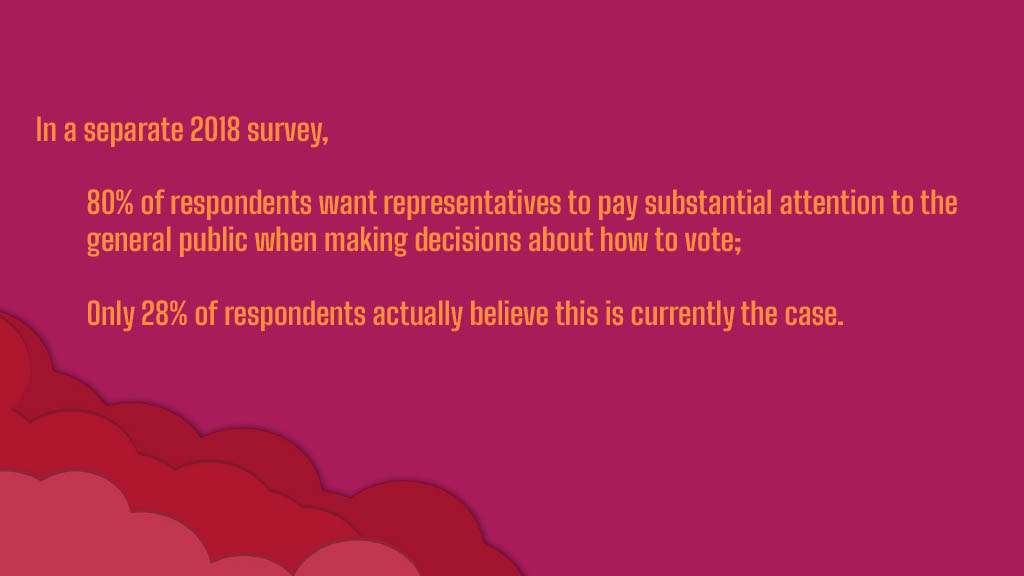 In a separate 2018 survey,
80% of respondents want representatives to pay substantial attention to the
general public when making decisions about how to vote;
Only 28% of respondents actually believe this is currently the case.